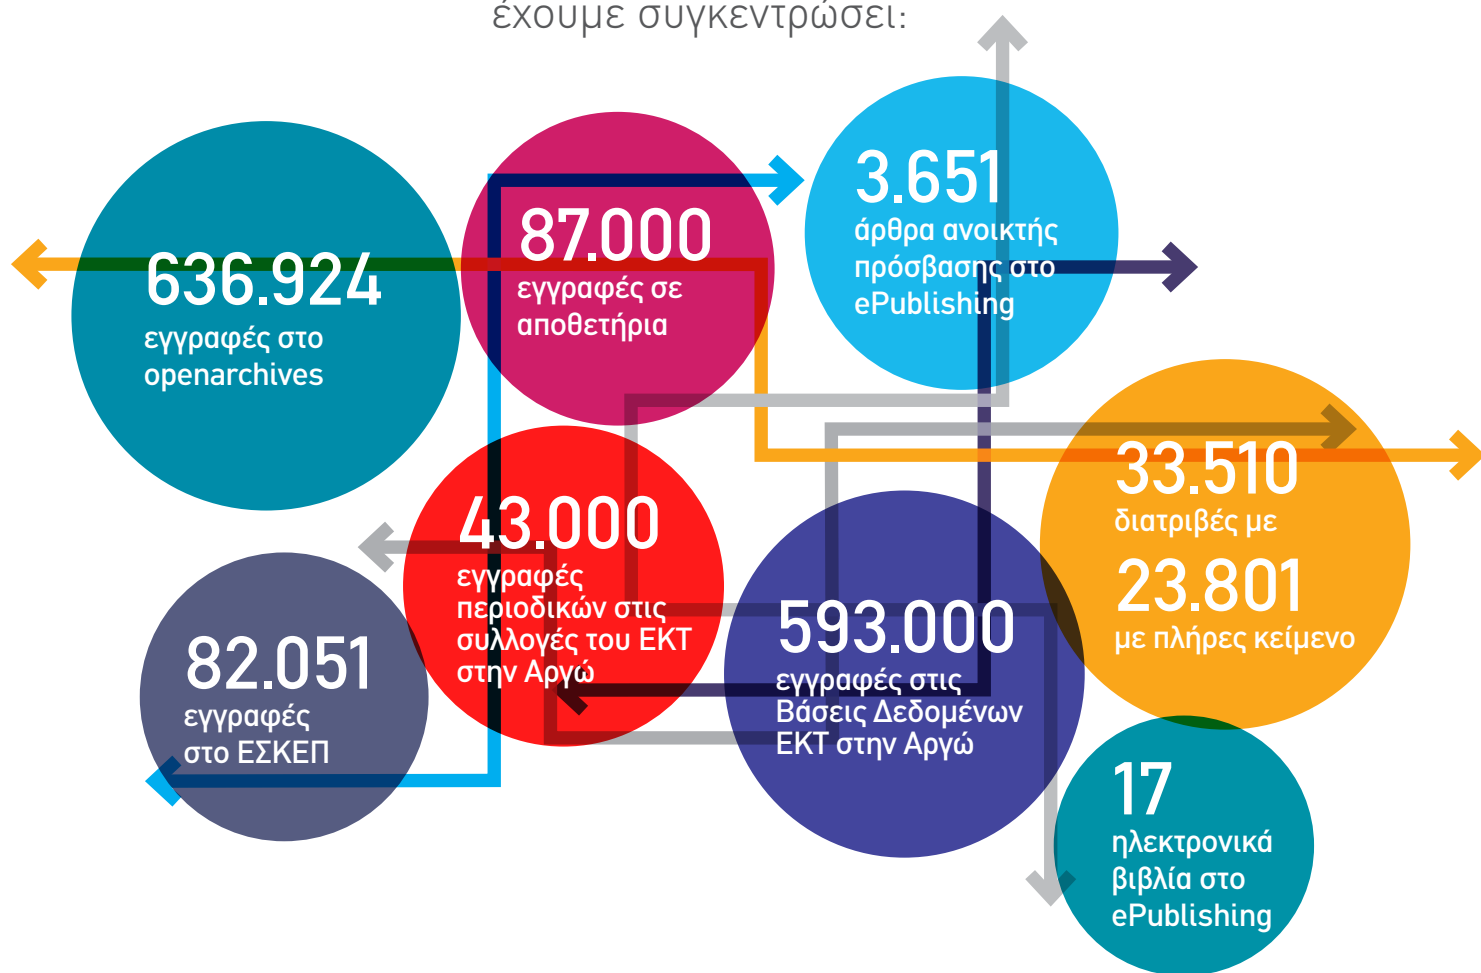 έχουμε συγκεντρώσει:
636.924
εγγραφές στο
openarchives
87.000
εγγραφές σε
αποθετήρια
3.651
άρθρα ανοικτής
πρόσβασης στο
ePublishing
82.051
εγγραφές
στο ΕΣΚΕΠ
43.000
εγγραφές
περιοδικών στις
συλλογές του ΕΚΤ
στην Αργώ
593.000
εγγραφές στις
Βάσεις Δεδομένων
ΕΚΤ στην Αργώ
33.510
διατριβές με
23.801
με πλήρες κείμενο
17
ηλεκτρονικά
βιβλία στο
ePublishing